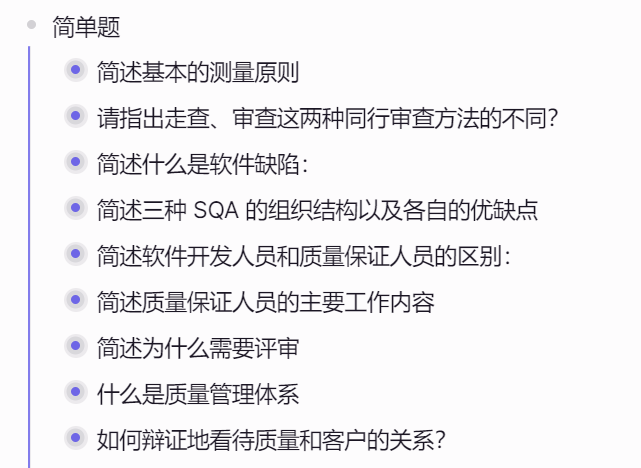 简单题
简述基本的测量原则
请指出走查、审查这两种同行审查方法的不同？
简述什么是软件缺陷：
简述三种 SQA 的组织结构以及各自的优缺点
简述软件开发人员和质量保证人员的区别：
简述质量保证人员的主要工作内容
简述为什么需要评审
什么是质量管理体系
如何辩证地看待质量和客户的关系？